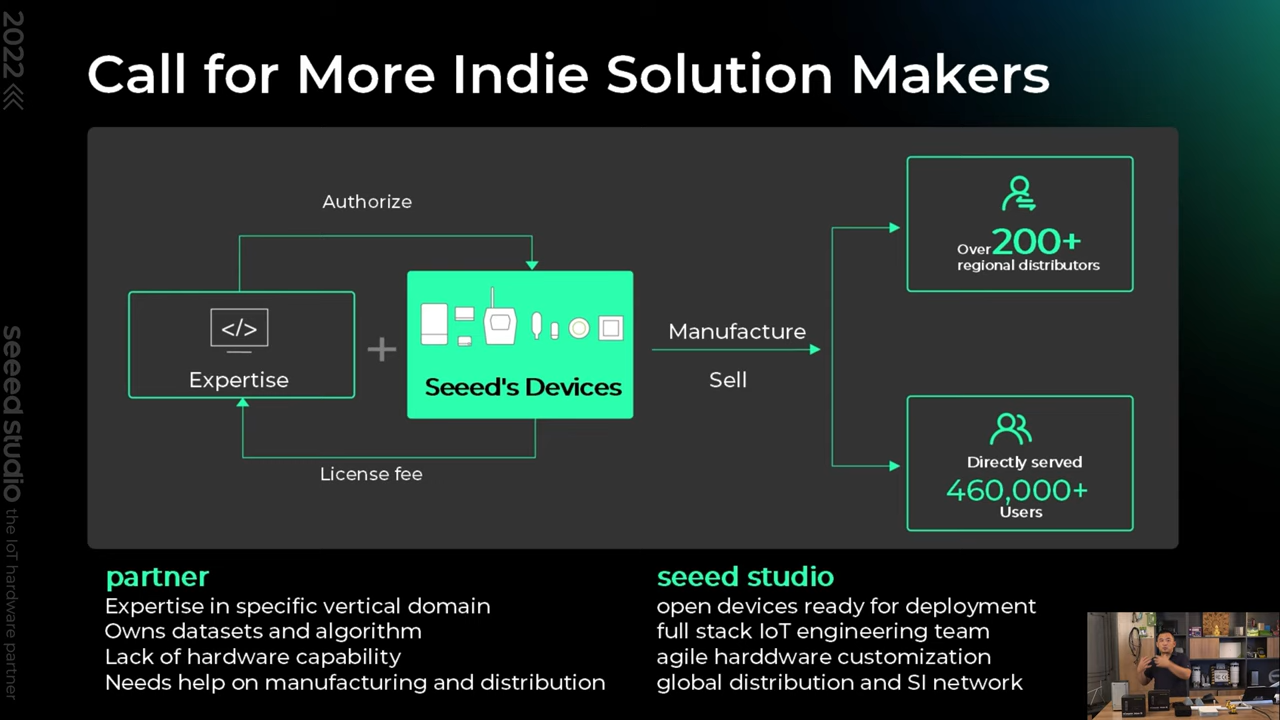 2022
Call for More Indie Solution Makers
Authorize
</>
Expertise
+
Seeed's Devices
License fee
Manufacture
Sell
Over 200+
regional distributors
Directly served
460,000+
Users
partner
Expertise in specific vertical domain
Owns datasets and algorithm
Lack of hardware capability
Needs help on manufacturing and distribution
seeed studio
open devices ready for deployment
full stack IoT engineering team
agile harddware customization
global distribution and SI network
seeed studio the IoT hardware partner